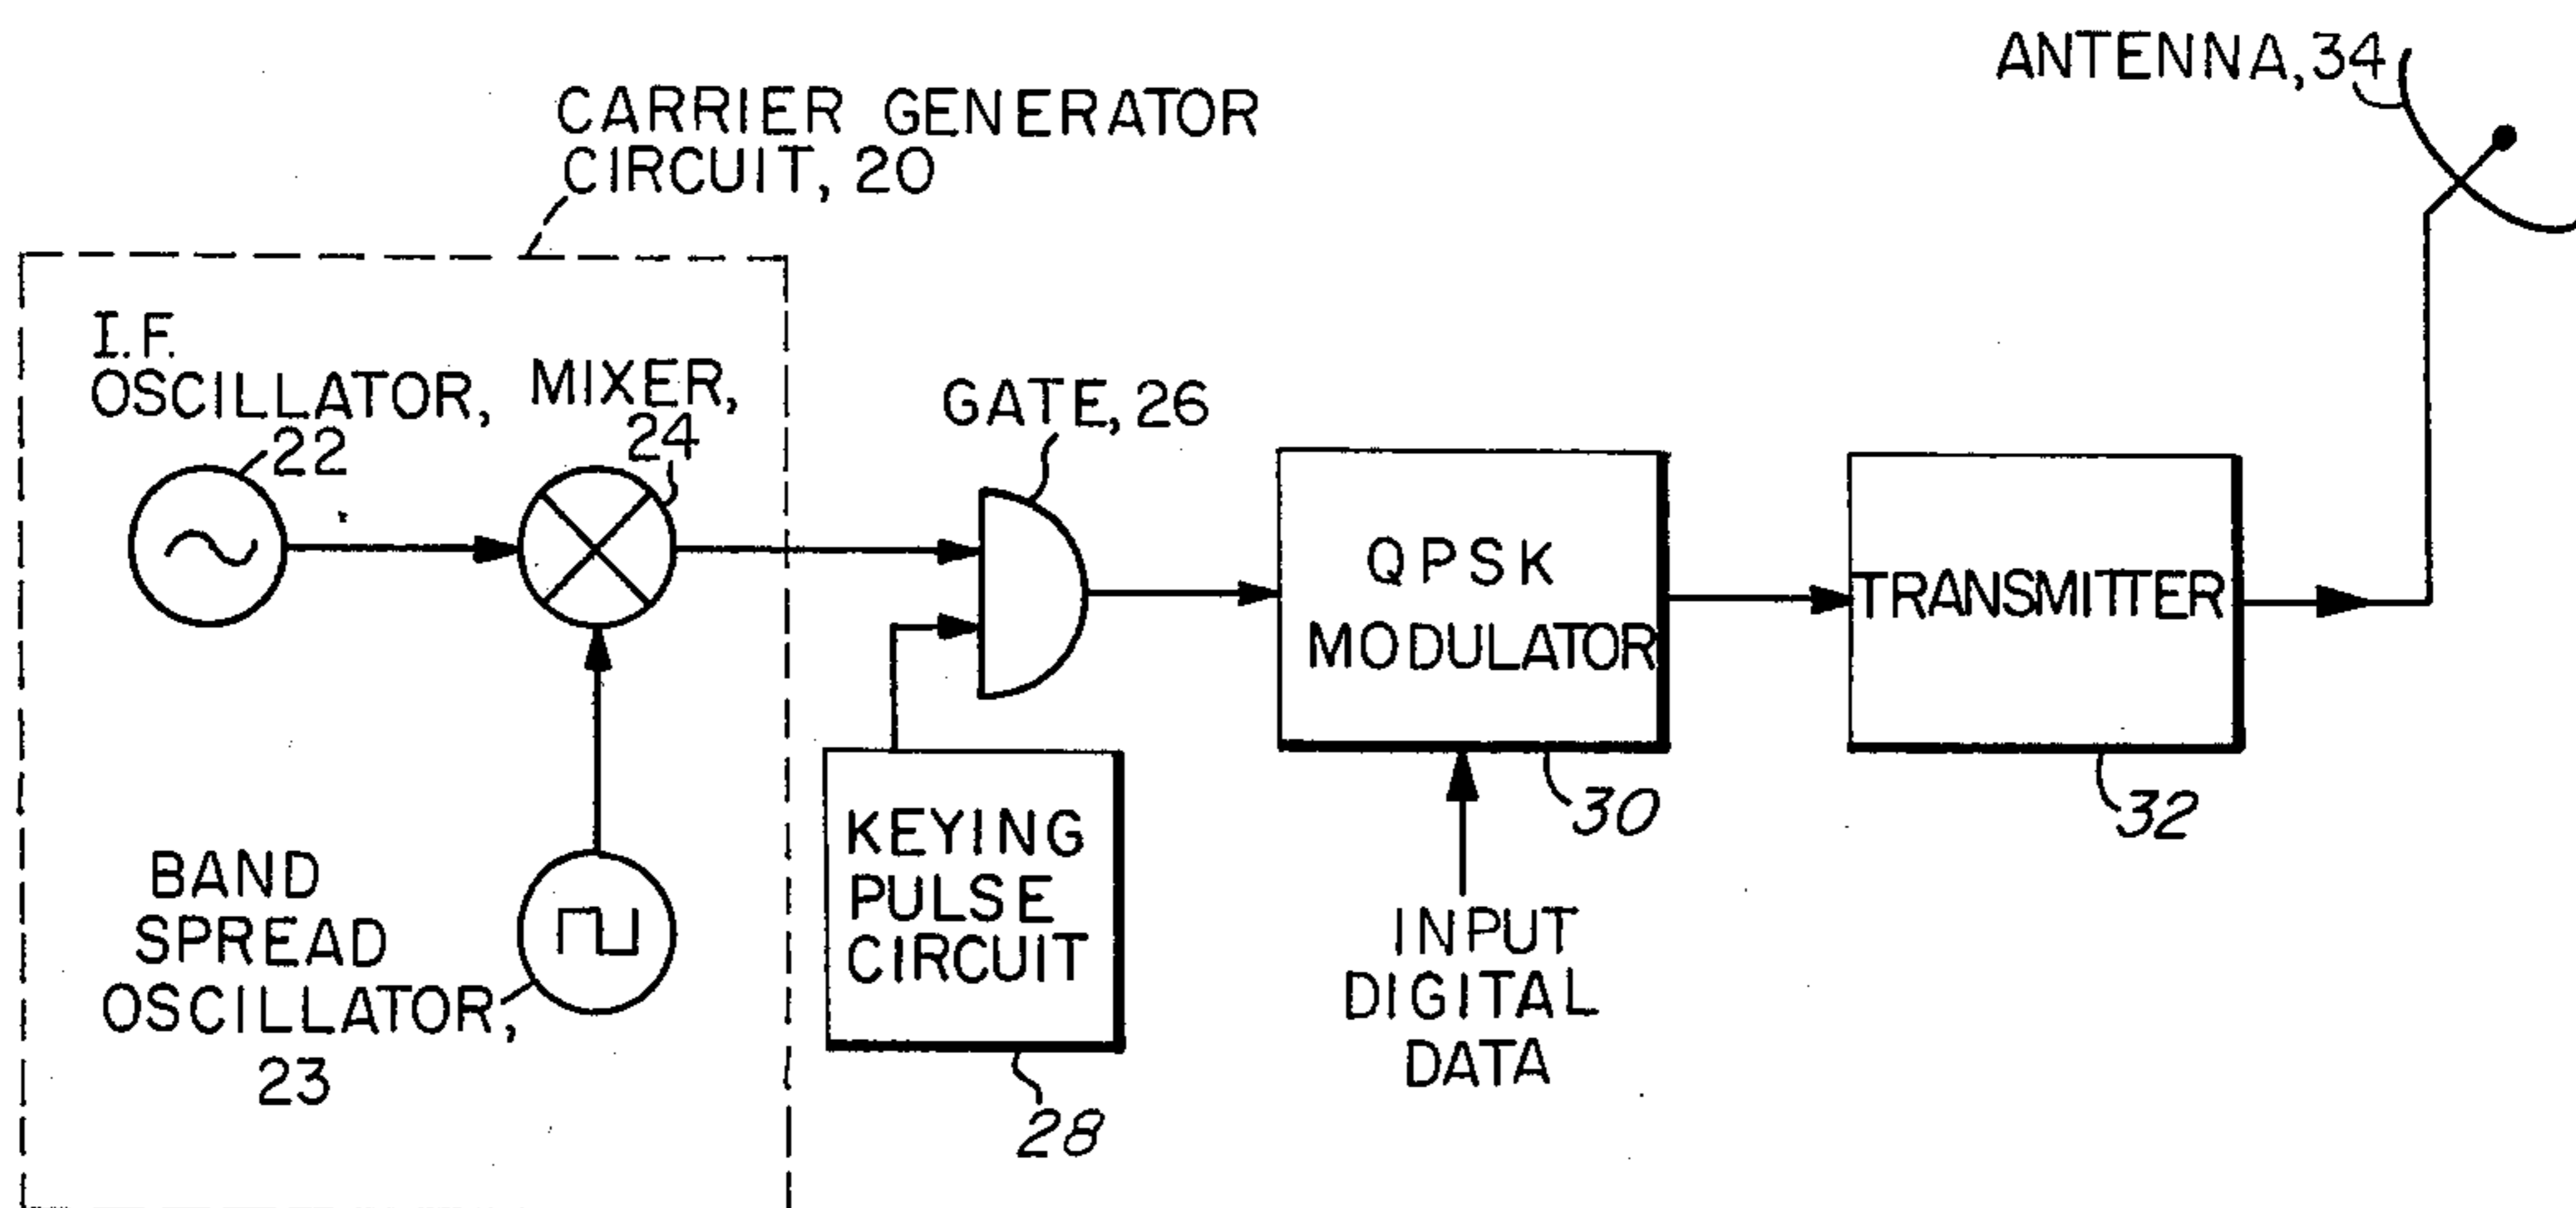 ANTENNA, 34
CARRIER GENERATOR
CIRCUIT, 20
I.F.
OSCILLATOR,
22
MIXER,
24
GATE, 26
QPSK
MODULATOR
30
TRANSMITTER
32
BAND
SPREAD
OSCILLATOR,
23
KEYING
PULSE
CIRCUIT
28
INPUT
DIGITAL
DATA